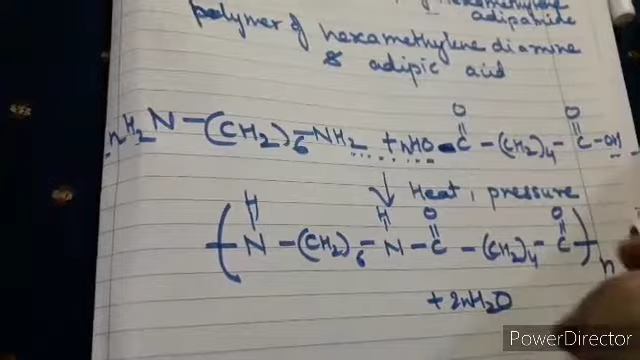 hexamethylene
adipamide
polymer of hexamethylene diamine
& adipic acid
nH2N-(CH2)6-NH2 + nHO-C(=O)-(CH2)4-C(=O)-OH
↓ Heat, pressure
(-N(H)-(CH2)6-N(H)-C(=O)-(CH2)4-C(=O)-)n
+ 2nH2O
PowerDirector